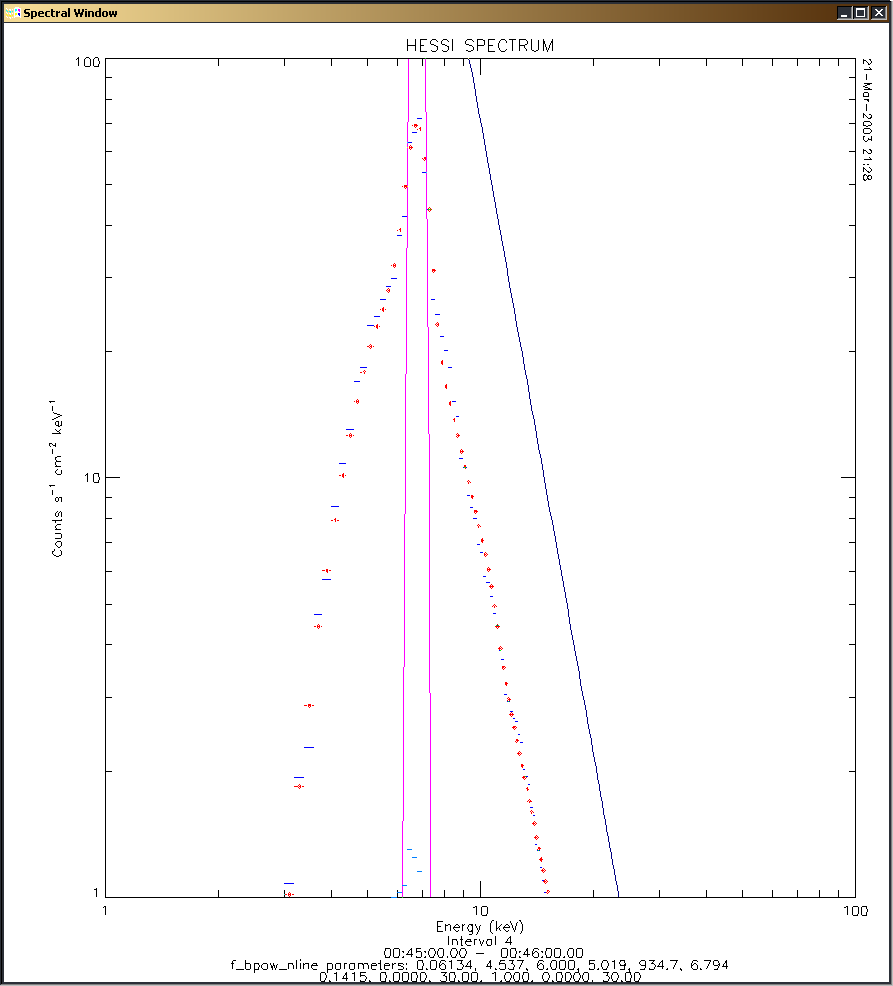 Spectral Window
HESSI SPECTRUM
21-Mar-2003 21:28
100
10
1
Counts s⁻¹ cm⁻² keV⁻¹
1 10 100
Energy (keV)
Interval 4
00:45:00.00 - 00:46:00.00
f_bpow_nline parameters: 0.06134, 4.537, 6.000, 5.019, 934.7, 6.794
0.1415, 0.0000, 30.00, 1.000, 0.0000, 30.00